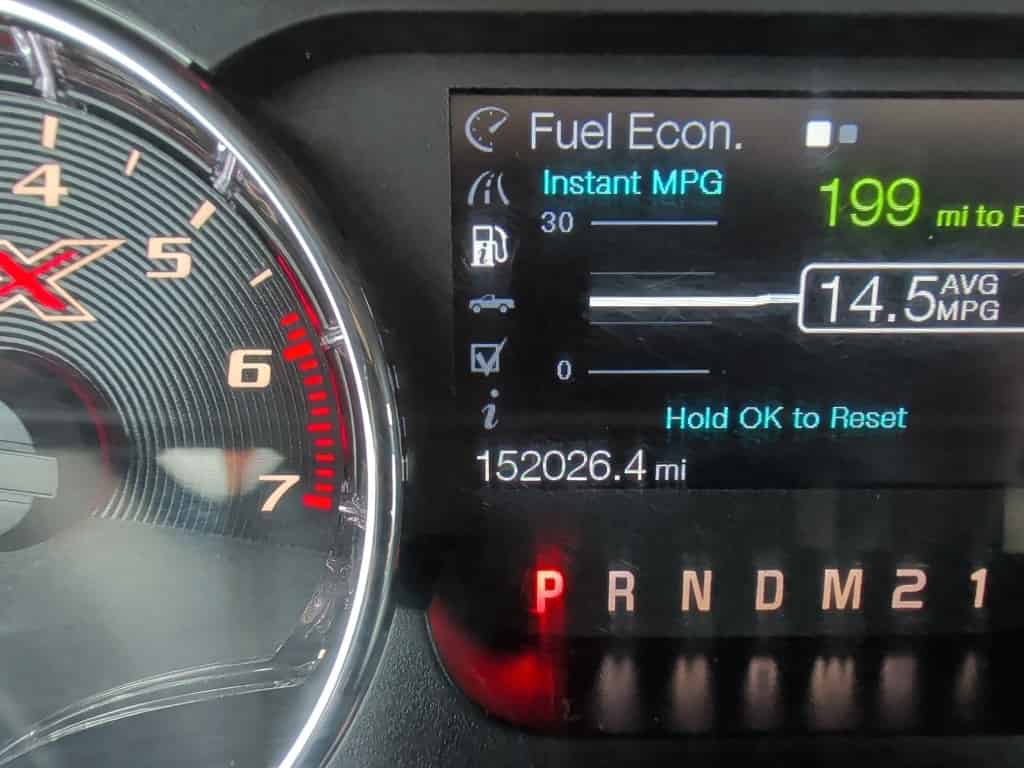 Fuel Econ.
Instant MPG
30
199 mi to E
14.5 AVG MPG
0
Hold OK to Reset
152026.4 mi
P R N D M 2 1
4
5
6
7
X